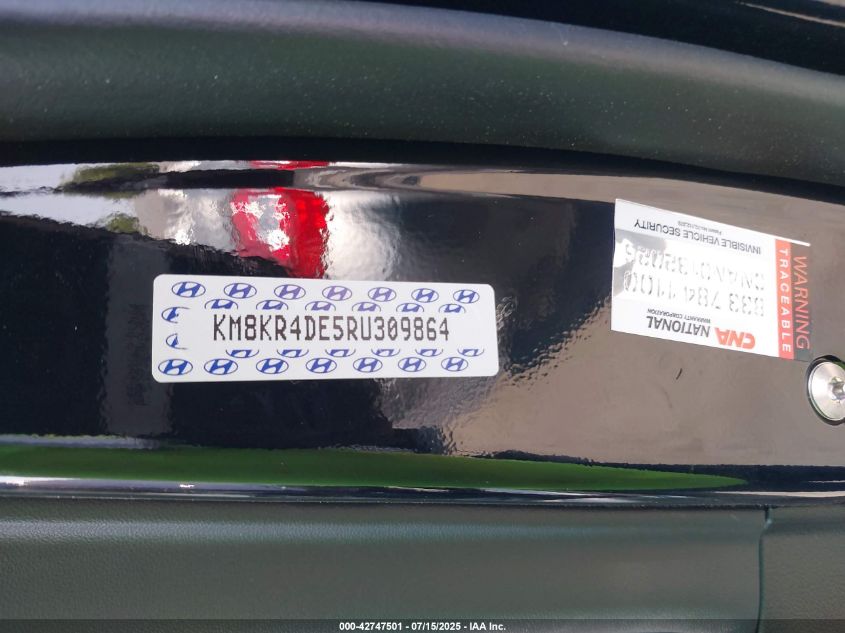 KM8KR4DE5RU309864
WARNING
TRACEABLE
833 784 1100
CNA NATIONAL
WARRANTY CORPORATION
INVISIBLE VEHICLE SECURITY
000-42747501 - 07/15/2025 - IAA Inc.